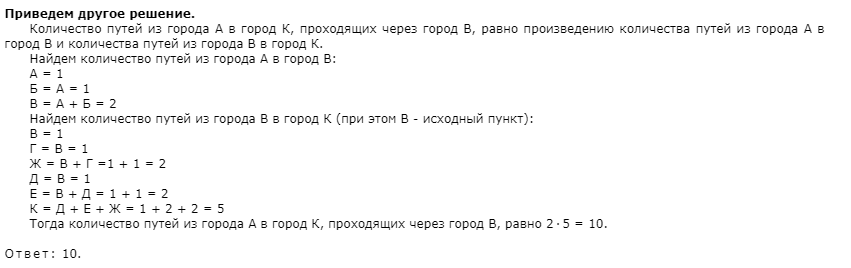 Приведем другое решение.
Количество путей из города А в город К, проходящих через город В, равно произведению количества путей из города А в
город В и количества путей из города В в город К.
Найдем количество путей из города А в город В:
А = 1
Б = А = 1
В = А + Б = 2
Найдем количество путей из города В в город К (при этом В - исходный пункт):
В = 1
Г = В = 1
Ж = В + Г =1 + 1 = 2
Д = В = 1
Е = В + Д = 1 + 1 = 2
К = Д + Е + Ж = 1 + 2 + 2 = 5
Тогда количество путей из города А в город К, проходящих через город В, равно 2·5 = 10.
Ответ: 10.